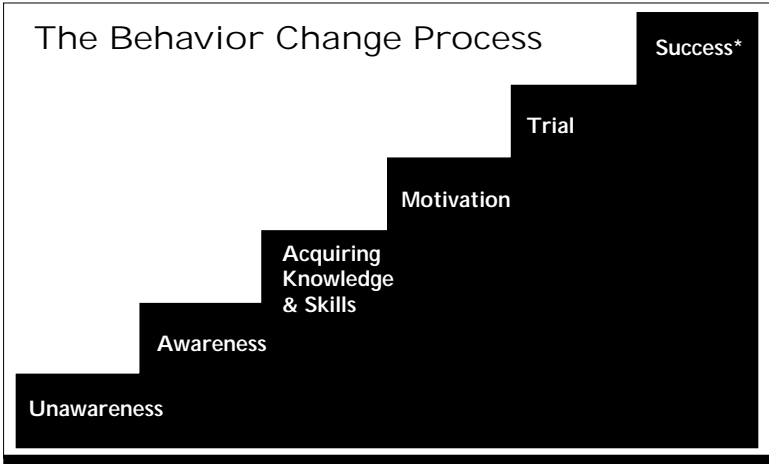 The Behavior Change Process
Success*
Trial
Motivation
Acquiring
Knowledge
& Skills
Awareness
Unawareness